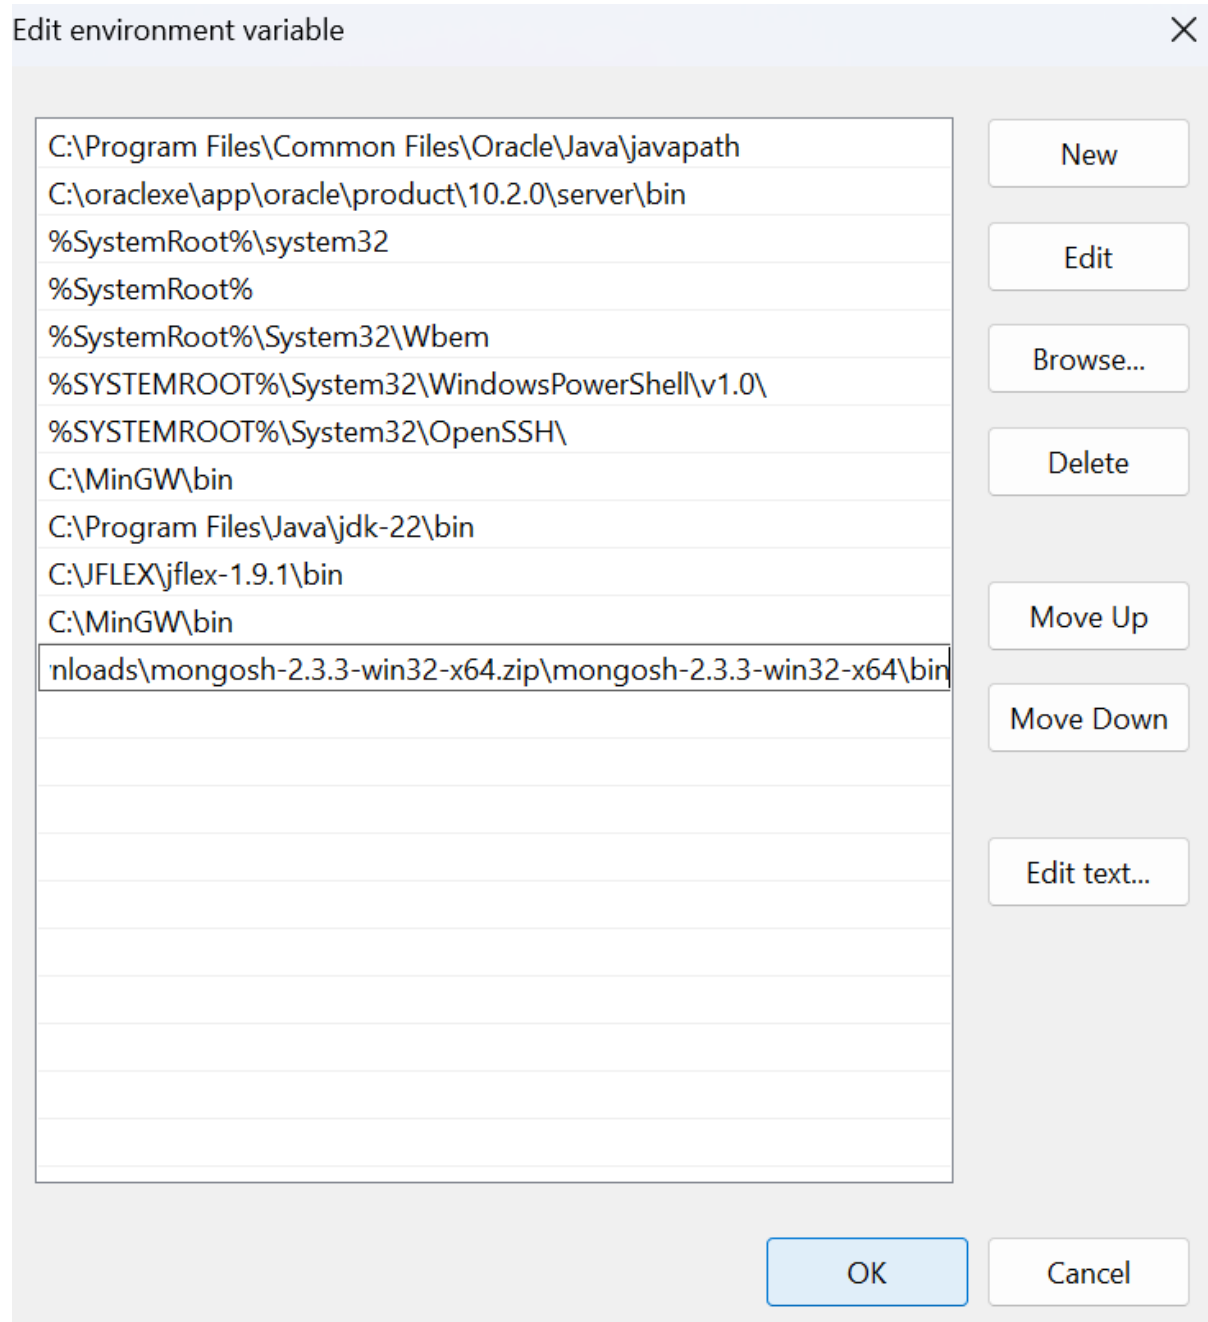 Edit environment variable
C:\Program Files\Common Files\Oracle\Java\javapath
C:\oraclexe\app\oracle\product\10.2.0\server\bin
%SystemRoot%\system32
%SystemRoot%
%SystemRoot%\System32\Wbem
%SYSTEMROOT%\System32\WindowsPowerShell\v1.0\
%SYSTEMROOT%\System32\OpenSSH\
C:\MinGW\bin
C:\Program Files\Java\jdk-22\bin
C:\JFLEX\jflex-1.9.1\bin
C:\MinGW\bin
nloads\mongosh-2.3.3-win32-x64.zip\mongosh-2.3.3-win32-x64\bin
New
Edit
Browse...
Delete
Move Up
Move Down
Edit text...
OK
Cancel